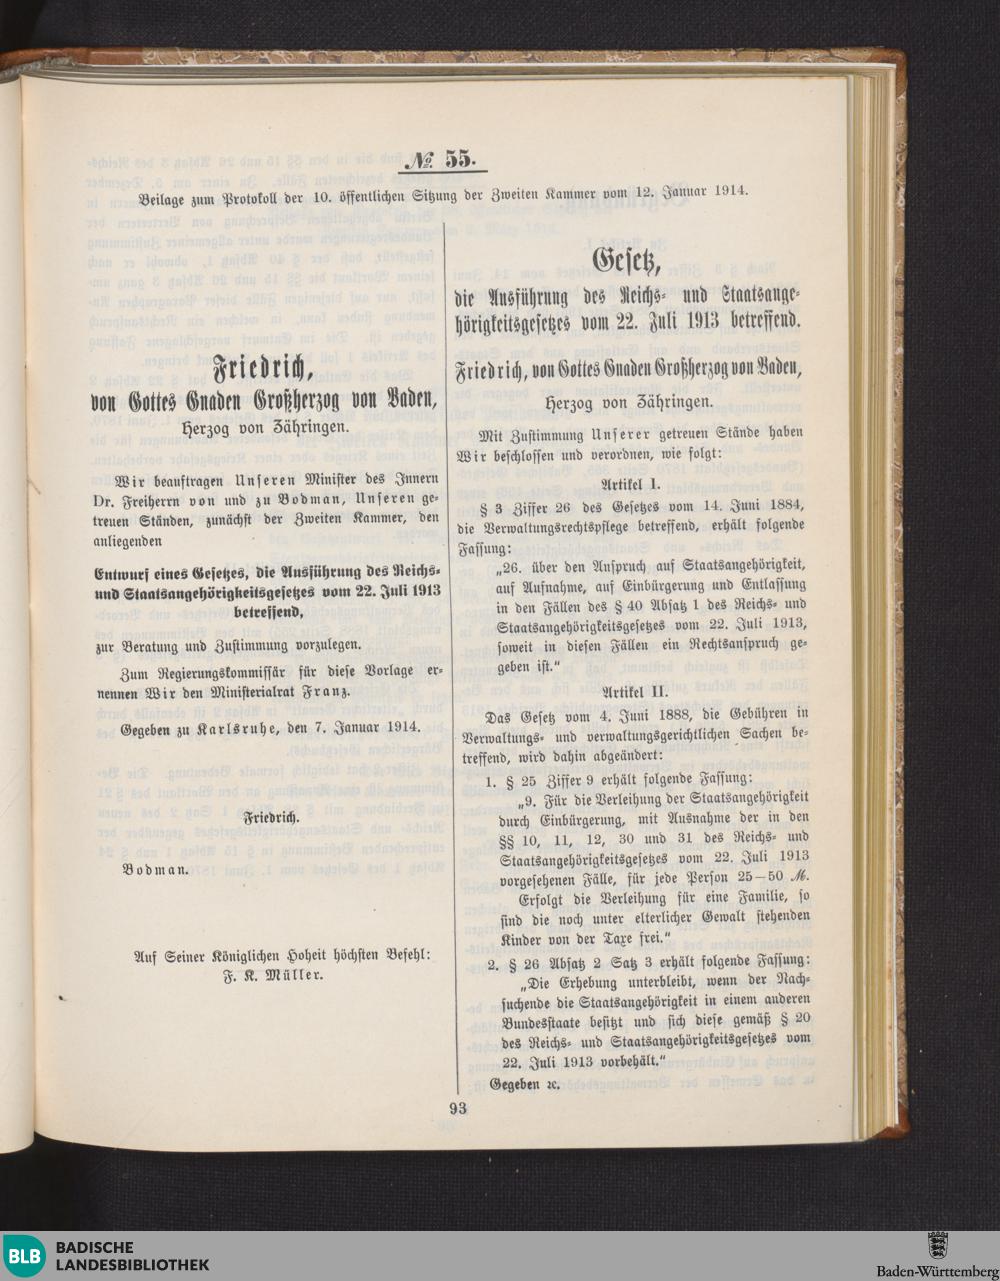 № 55.
Beilage zum Protokoll der 10. öffentlichen Sitzung der Zweiten Kammer vom 12. Januar 1914.
Friedrich,
von Gottes Gnaden Großherzog von Baden,
Herzog von Zähringen.
Wir beauftragen Unseren Minister des Innern
Dr. Freiherrn von und zu Bodman, Unseren ge-
treuen Ständen, zunächst der Zweiten Kammer, den
anliegenden
Entwurf eines Gesetzes, die Ausführung des Reichs-
und Staatsangehörigkeitsgesetzes vom 22. Juli 1913
betreffend,
zur Beratung und Zustimmung vorzulegen.
Zum Regierungskommissär für diese Vorlage er-
nennen Wir den Ministerialrat Franz.
Gegeben zu Karlsruhe, den 7. Januar 1914.
Friedrich.
Bodman.
Auf Seiner Königlichen Hoheit höchsten Befehl:
F. K. Müller.
Gesetz,
die Ausführung des Reichs- und Staatsange-
hörigkeitsgesetzes vom 22. Juli 1913 betreffend.
Friedrich, von Gottes Gnaden Großherzog von Baden,
Herzog von Zähringen.
Mit Zustimmung Unserer getreuen Stände haben
Wir beschlossen und verordnen, wie folgt:
Artikel I.
§ 3 Ziffer 26 des Gesetzes vom 14. Juni 1884,
die Verwaltungsrechtspflege betreffend, erhält folgende
Fassung:
„26. über den Anspruch auf Staatsangehörigkeit,
auf Aufnahme, auf Einbürgerung und Entlassung
in den Fällen des § 40 Absatz 1 des Reichs- und
Staatsangehörigkeitsgesetzes vom 22. Juli 1913,
soweit in diesen Fällen ein Rechtsanspruch ge-
geben ist.“
Artikel II.
Das Gesetz vom 4. Juni 1888, die Gebühren in
Verwaltungs- und verwaltungsgerichtlichen Sachen be-
treffend, wird dahin abgeändert:
1. § 25 Ziffer 9 erhält folgende Fassung:
„9. Für die Verleihung der Staatsangehörigkeit
durch Einbürgerung, mit Ausnahme der in den
§§ 10, 11, 12, 30 und 31 des Reichs- und
Staatsangehörigkeitsgesetzes vom 22. Juli 1913
vorgesehenen Fälle, für jede Person 25—50 ℳ.
Erfolgt die Verleihung für eine Familie, so
sind die noch unter elterlicher Gewalt stehenden
Kinder von der Taxe frei.“
2. § 26 Absatz 2 Satz 3 erhält folgende Fassung:
„Die Erhebung unterbleibt, wenn der Nach-
suchende die Staatsangehörigkeit in einem anderen
Bundesstaate besitzt und sich diese gemäß § 20
des Reichs- und Staatsangehörigkeitsgesetzes vom
22. Juli 1913 vorbehält.“
Gegeben ꝛc.
93
BLB
BADISCHE
LANDESBIBLIOTHEK
Baden-Württemberg